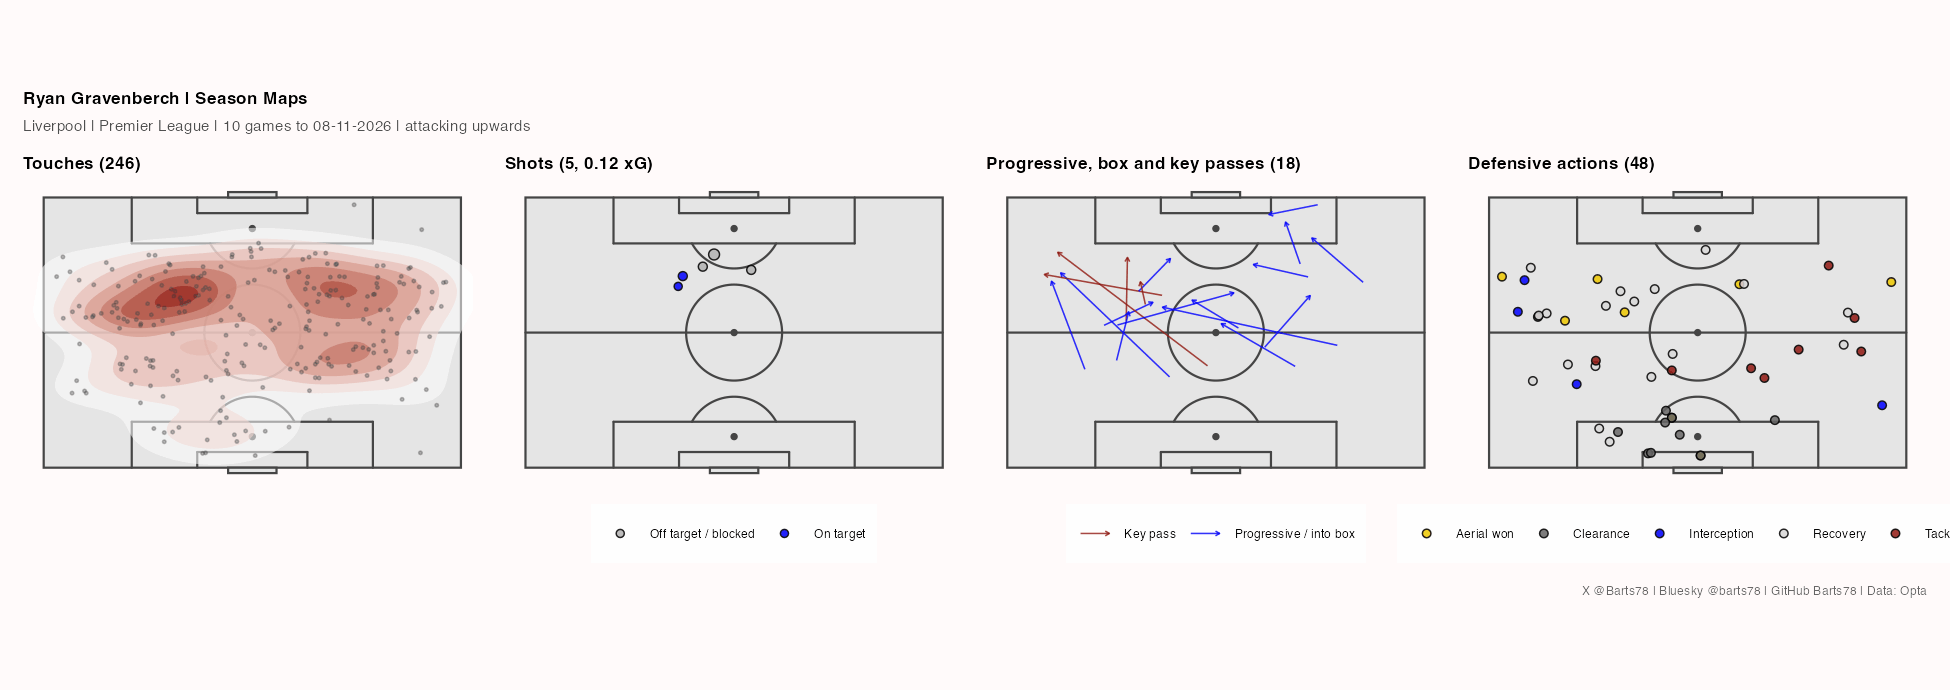 Ryan Gravenberch | Season Maps
Liverpool | Premier League | 10 games to 08-11-2026 | attacking upwards
Touches (246)
Shots (5, 0.12 xG)
Progressive, box and key passes (18)
Defensive actions (48)
Off target / blocked
On target
Key pass
Progressive / into box
Aerial won
Clearance
Interception
Recovery
Tack
X @Barts78 | Bluesky @barts78 | GitHub Barts78 | Data: Opta